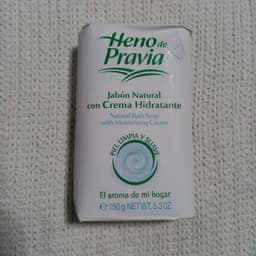 Heno de
Pravia
Jabón Natural
con Crema Hidratante
Natural Bath Soap
with Moisturizing Cream
PIEL LIMPIA Y SUAVE
El aroma de mi hogar
e 150 g NET WT. 5.3 OZ.